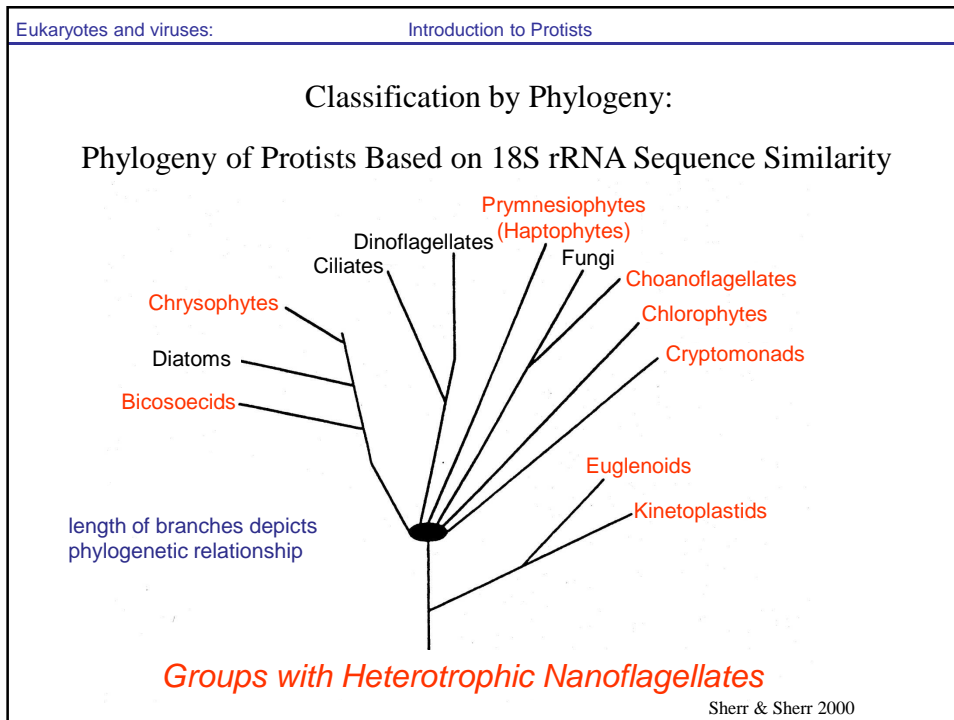 Eukaryotes and viruses: Introduction to Protists
Classification by Phylogeny:
Phylogeny of Protists Based on 18S rRNA Sequence Similarity
Prymnesiophytes
(Haptophytes)
Dinoflagellates
Fungi
Ciliates
Choanoflagellates
Chrysophytes
Chlorophytes
Diatoms
Cryptomonads
Bicosoecids
Euglenoids
Kinetoplastids
length of branches depicts
phylogenetic relationship
Groups with Heterotrophic Nanoflagellates
Sherr & Sherr 2000